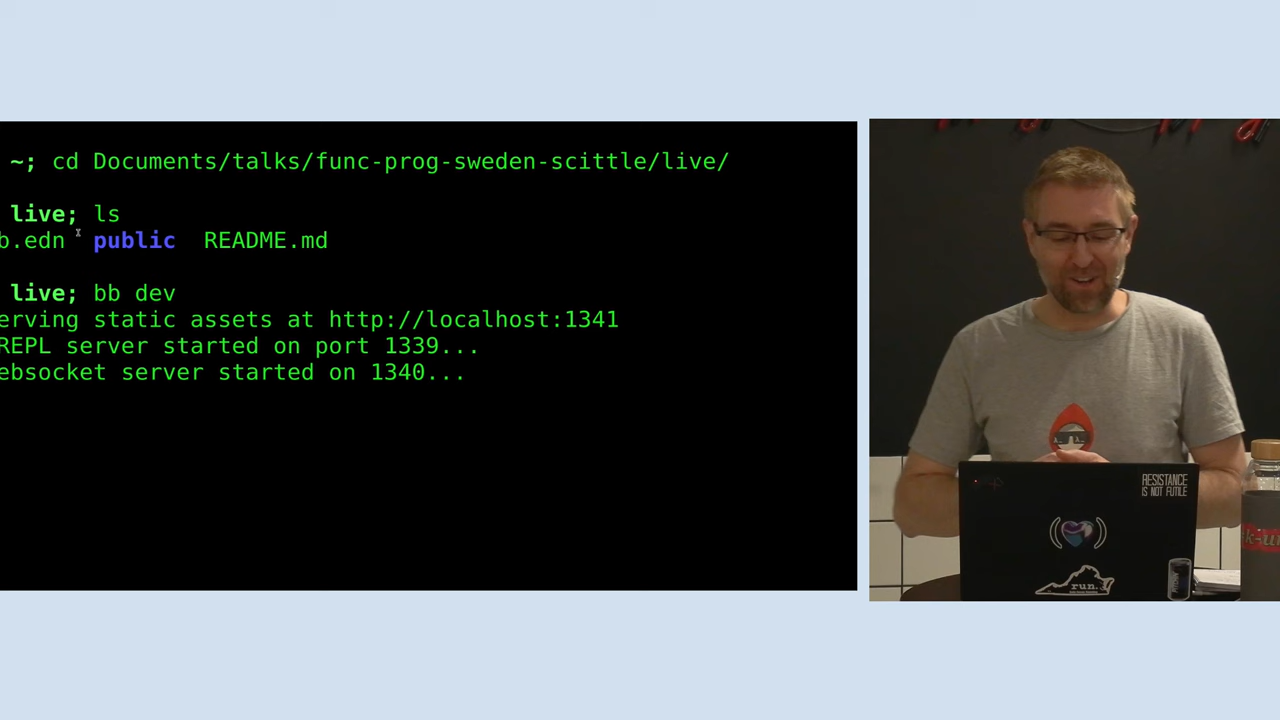 ~; cd Documents/talks/func-prog-sweden-scittle/live/
live; ls
b.edn public README.md
live; bb dev
erving static assets at http://localhost:1341
REPL server started on port 1339...
ebsocket server started on 1340...
RESISTANCE
IS NOT FUTILE
run.